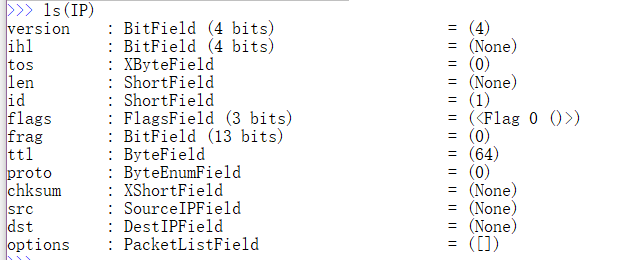 >>> ls(IP)
version    : BitField (4 bits)                   = (4)
ihl        : BitField (4 bits)                   = (None)
tos        : XByteField                          = (0)
len        : ShortField                          = (None)
id         : ShortField                          = (1)
flags      : FlagsField (3 bits)                 = (<Flag 0 ()>)
frag       : BitField (13 bits)                  = (0)
ttl        : ByteField                           = (64)
proto      : ByteEnumField                       = (0)
chksum     : XShortField                         = (None)
src        : SourceIPField                       = (None)
dst        : DestIPField                         = (None)
options    : PacketListField                     = ([])
>>>